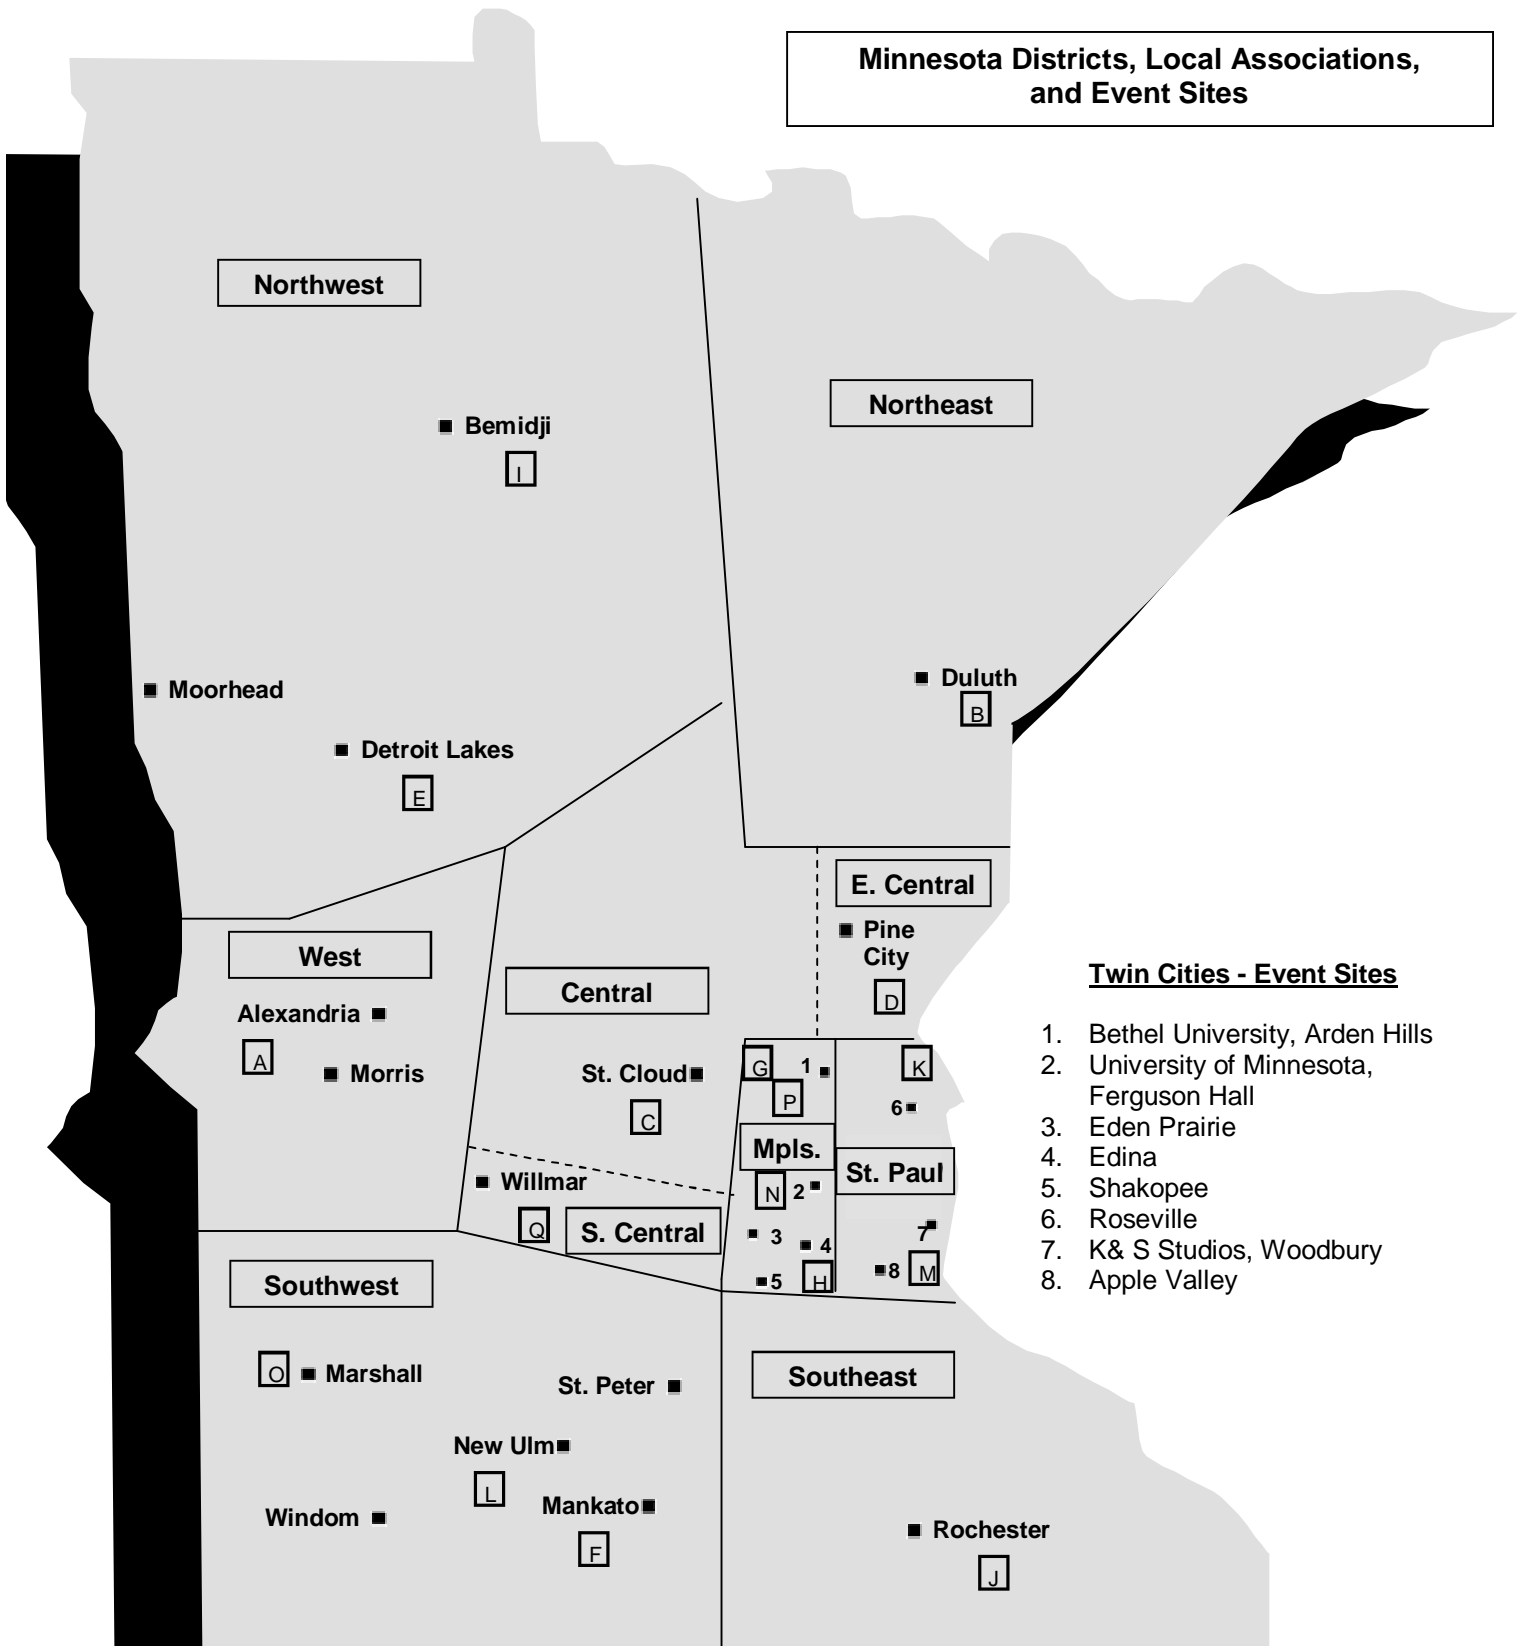 Minnesota Districts, Local Associations,
and Event Sites
Northwest
Northeast
Bemidji
I
Duluth
B
Moorhead
Detroit Lakes
E
E. Central
Pine
City
D
West
Central
Alexandria
A
Morris
St. Cloud
C
G
1
P
K
6
Mpls.
St. Paul
N
2
3
4
5
H
7
8
M
Willmar
Q
S. Central
Twin Cities - Event Sites
1. Bethel University, Arden Hills
2. University of Minnesota,
Ferguson Hall
3. Eden Prairie
4. Edina
5. Shakopee
6. Roseville
7. K& S Studios, Woodbury
8. Apple Valley
Southwest
O
Marshall
St. Peter
Southeast
New Ulm
L
Mankato
F
Windom
Rochester
J